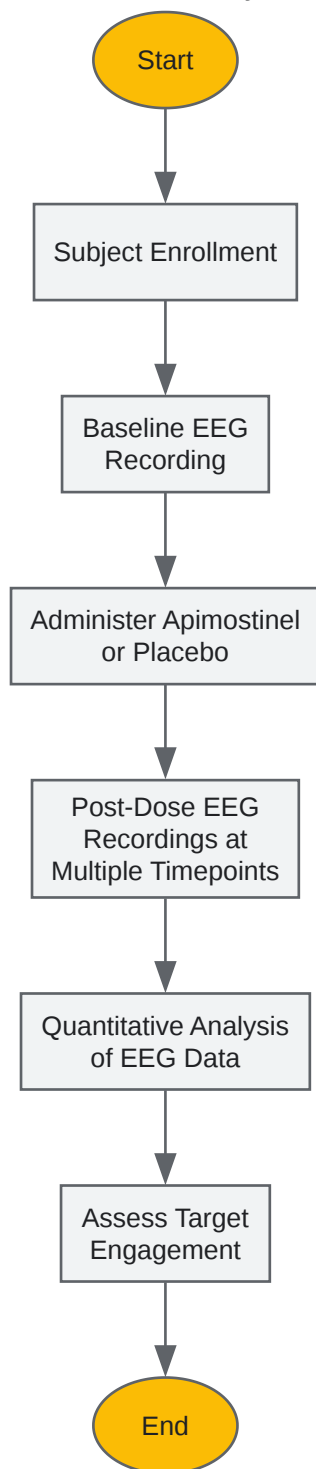 Start
Subject Enrollment
Baseline EEG
Recording
Administer Apimostinel
or Placebo
Post-Dose EEG
Recordings at
Multiple Timepoints
Quantitative Analysis
of EEG Data
Assess Target
Engagement
End